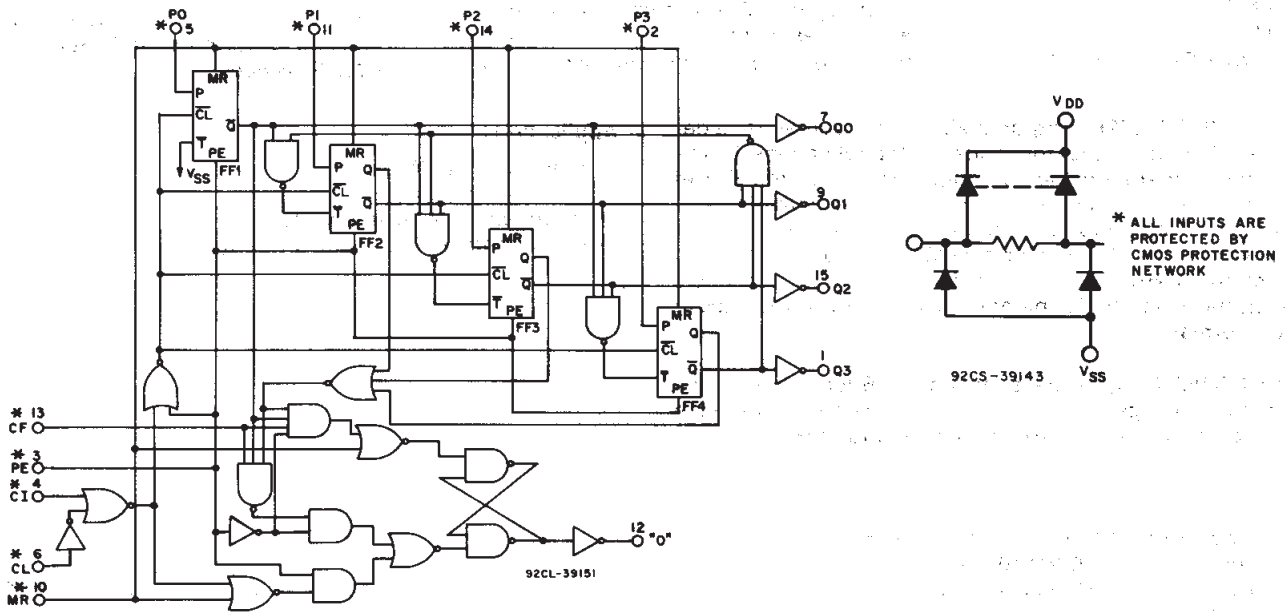 * P0
5
* P1
11
* P2
14
* P3
2
MR
P
CL
T
PE
Q
FF1
VSS
MR
P
CL
T
PE
Q
Q
FF2
MR
P
CL
T
PE
Q
Q
FF3
MR
P
CL
T
PE
Q
Q
FF4
7
Q0
9
Q1
15
Q2
1
Q3
* 13
CF
* 3
PE
* 4
CI
* 6
CL
* 10
MR
12
"0"
92CL-39151
VDD
VSS
* ALL INPUTS ARE
PROTECTED BY
CMOS PROTECTION
NETWORK
92CS-39143